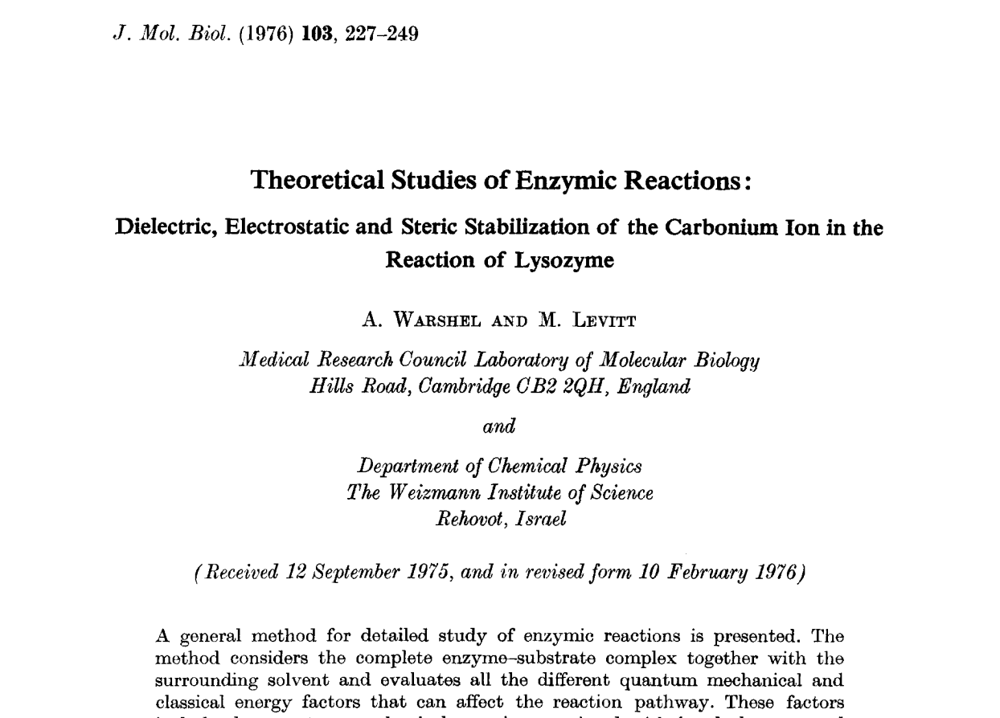 J. Mol. Biol. (1976) 103, 227–249
Theoretical Studies of Enzymic Reactions:
Dielectric, Electrostatic and Steric Stabilization of the Carbonium Ion in the
Reaction of Lysozyme
A. WARSHEL AND M. LEVITT
Medical Research Council Laboratory of Molecular Biology
Hills Road, Cambridge CB2 2QH, England
and
Department of Chemical Physics
The Weizmann Institute of Science
Rehovot, Israel
(Received 12 September 1975, and in revised form 10 February 1976)
A general method for detailed study of enzymic reactions is presented. The
method considers the complete enzyme–substrate complex together with the
surrounding solvent and evaluates all the different quantum mechanical and
classical energy factors that can affect the reaction pathway. These factors